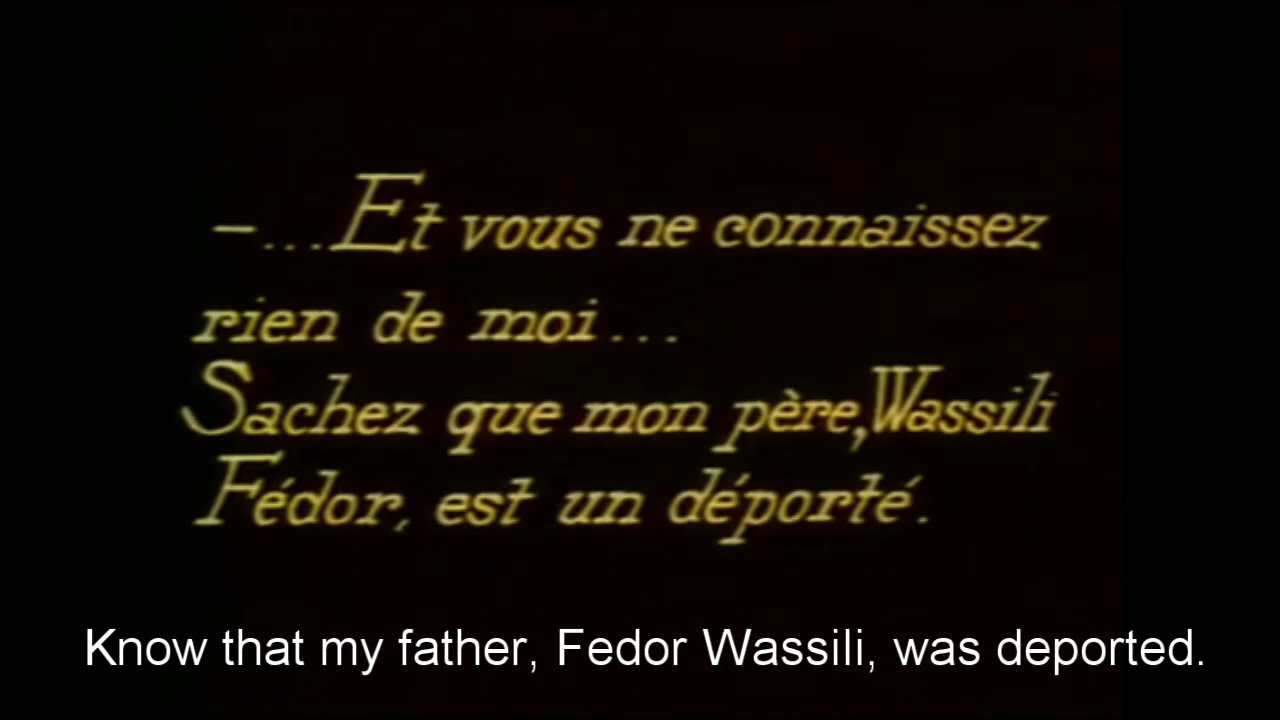 –...Et vous ne connaissez
rien de moi...
Sachez que mon père, Wassili
Fédor, est un déporté.
Know that my father, Fedor Wassili, was deported.